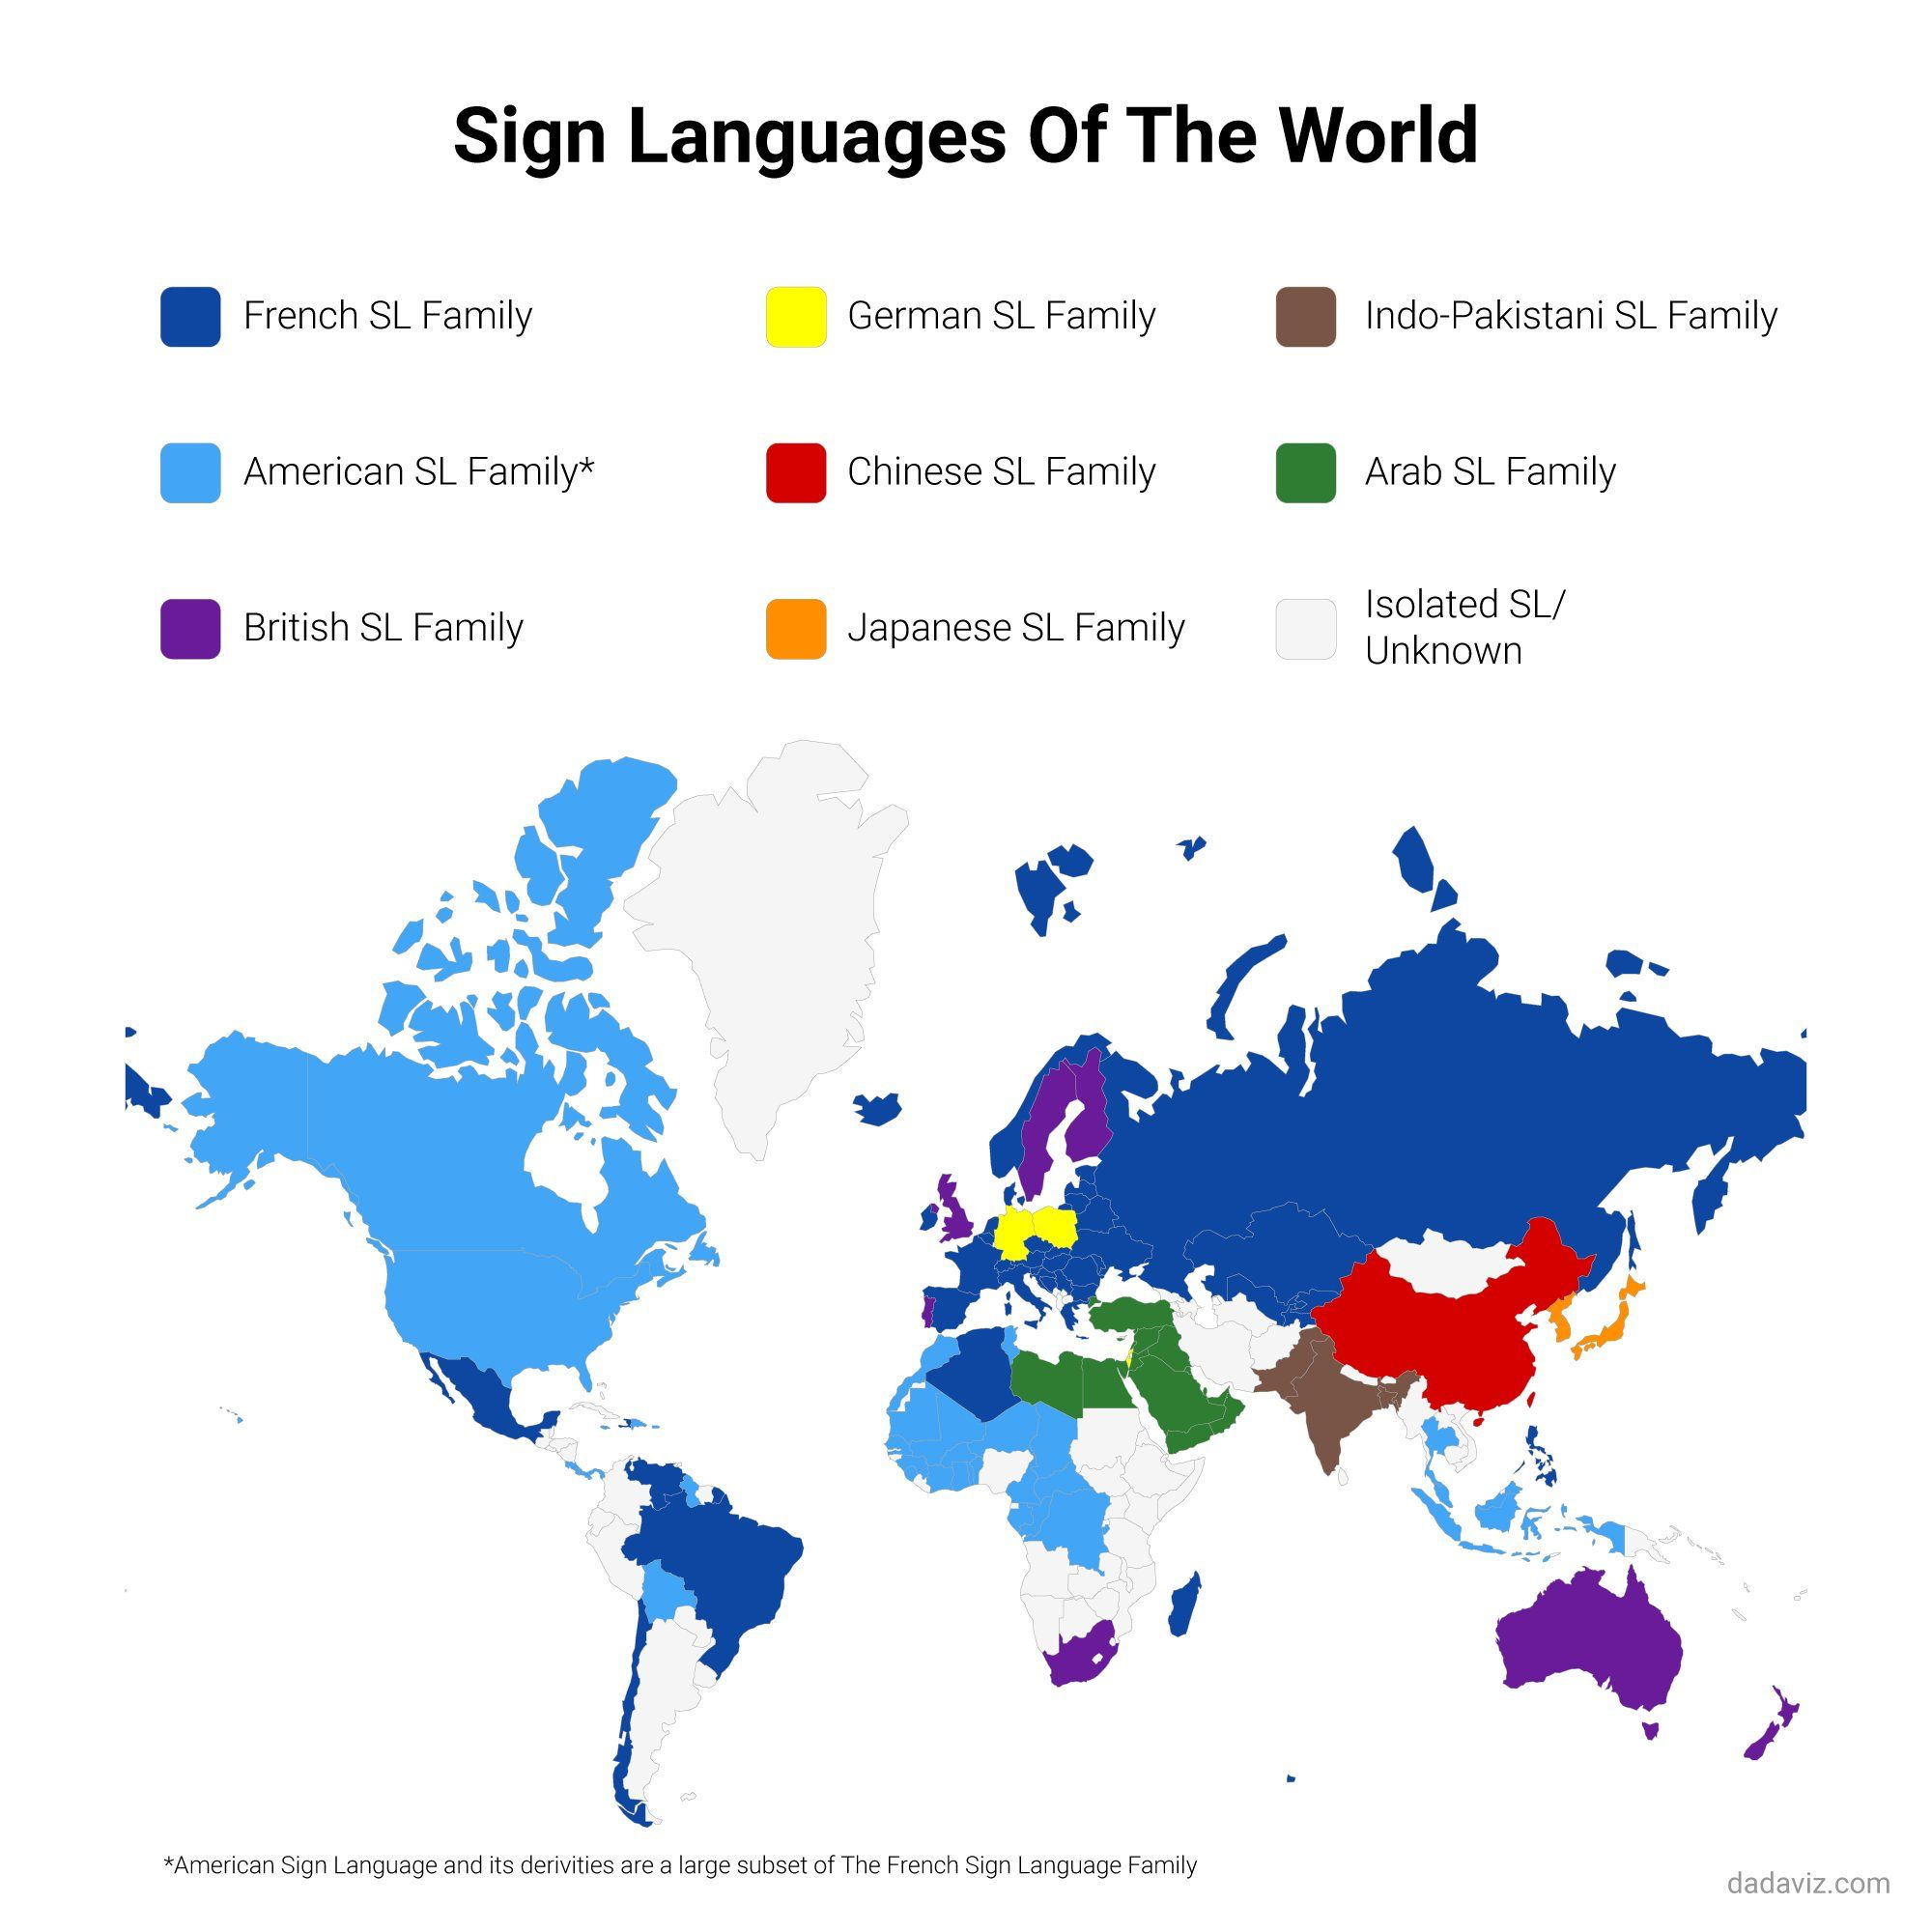 Sign Languages Of The World
French SL Family
German SL Family
Indo-Pakistani SL Family
American SL Family*
Chinese SL Family
Arab SL Family
British SL Family
Japanese SL Family
Isolated SL/
Unknown
*American Sign Language and its derivities are a large subset of The French Sign Language Family
dadaviz.com